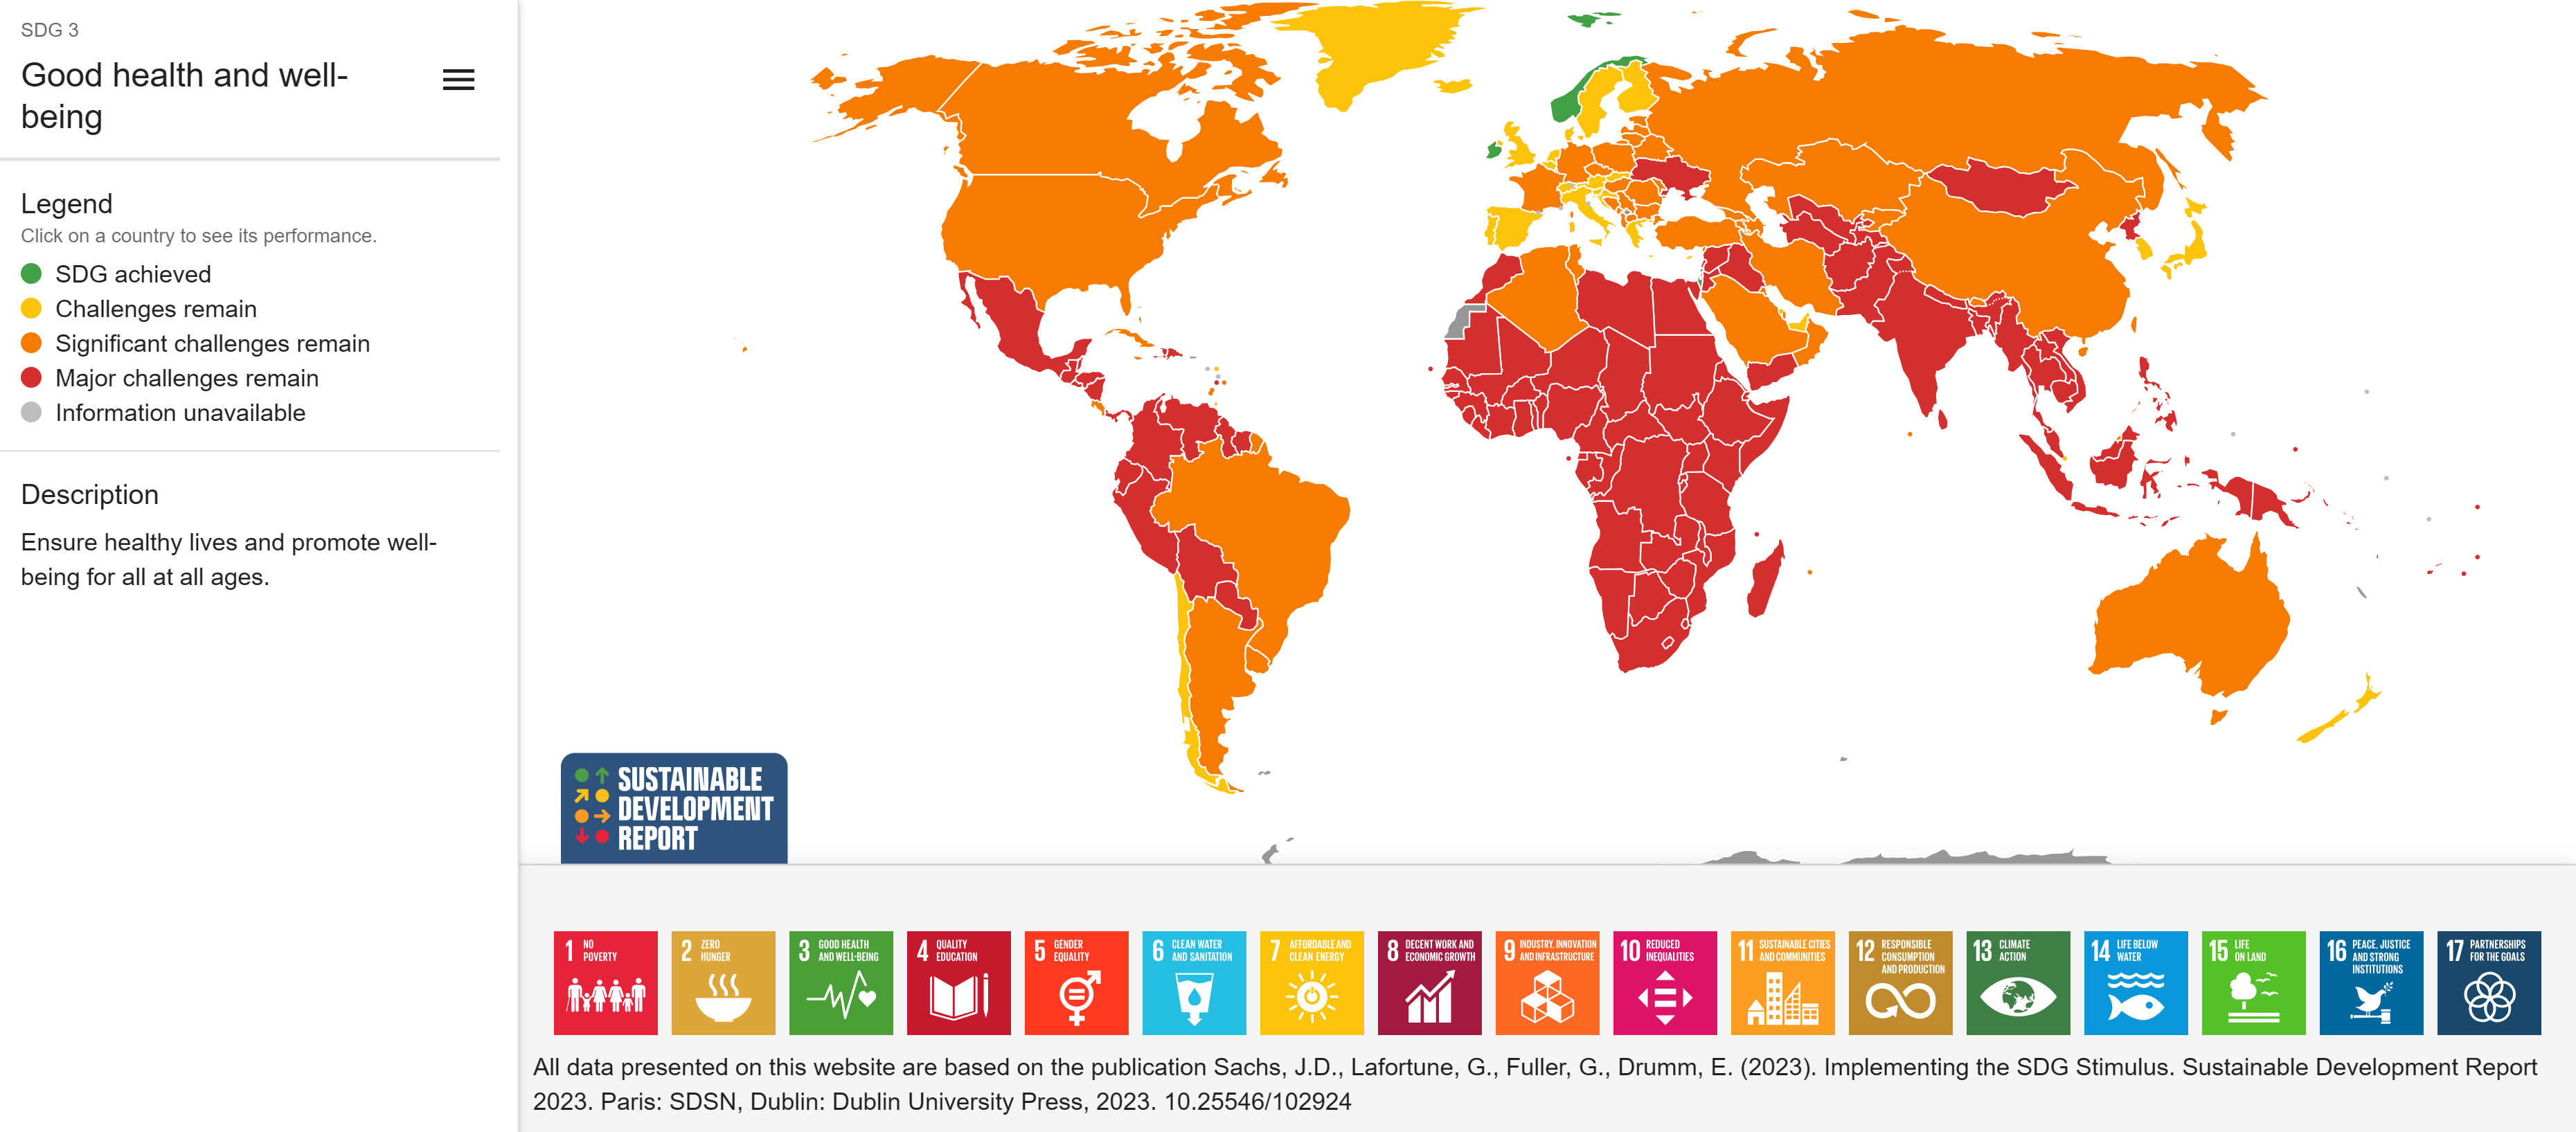 SDG 3
Good health and well-
being
Legend
Click on a country to see its performance.
SDG achieved
Challenges remain
Significant challenges remain
Major challenges remain
Information unavailable
Description
Ensure healthy lives and promote well-
being for all at all ages.
SUSTAINABLE
DEVELOPMENT
REPORT
1 NO
POVERTY
2 ZERO
HUNGER
3 GOOD HEALTH
AND WELL-BEING
4 QUALITY
EDUCATION
5 GENDER
EQUALITY
6 CLEAN WATER
AND SANITATION
7 AFFORDABLE AND
CLEAN ENERGY
8 DECENT WORK AND
ECONOMIC GROWTH
9 INDUSTRY, INNOVATION
AND INFRASTRUCTURE
10 REDUCED
INEQUALITIES
11 SUSTAINABLE CITIES
AND COMMUNITIES
12 RESPONSIBLE
CONSUMPTION
AND PRODUCTION
13 CLIMATE
ACTION
14 LIFE BELOW
WATER
15 LIFE
ON LAND
16 PEACE, JUSTICE
AND STRONG
INSTITUTIONS
17 PARTNERSHIPS
FOR THE GOALS
All data presented on this website are based on the publication Sachs, J.D., Lafortune, G., Fuller, G., Drumm, E. (2023). Implementing the SDG Stimulus. Sustainable Development Report
2023. Paris: SDSN, Dublin: Dublin University Press, 2023. 10.25546/102924